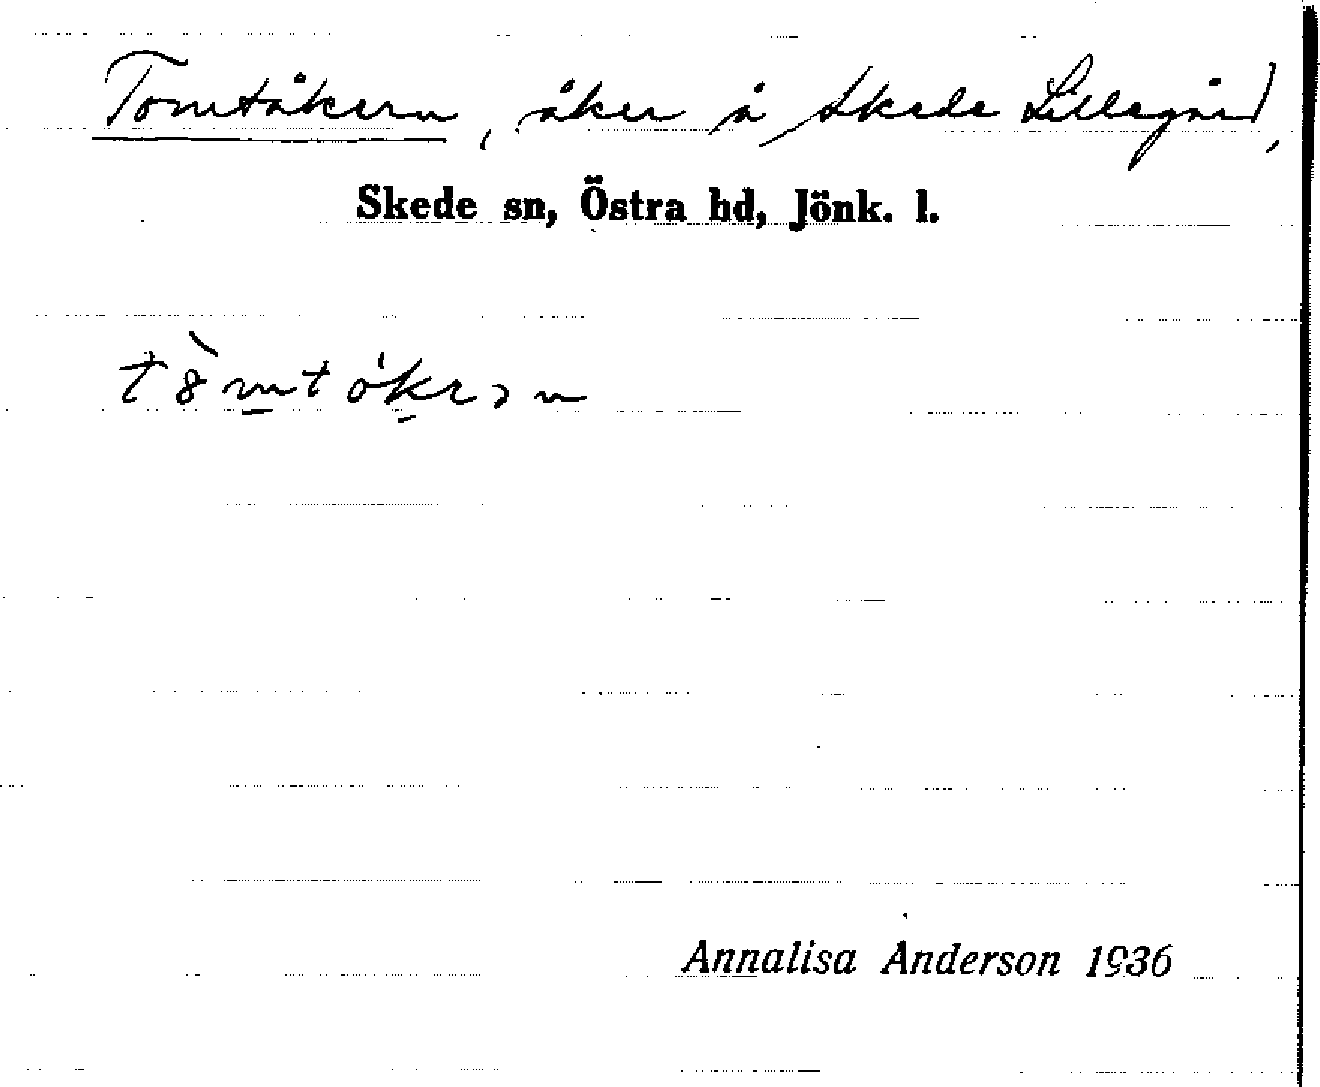 Tomtåkern, åker å Skede Lillegård,
Skede sn, Östra hd, Jönk. l.
Annalisa Anderson 1936